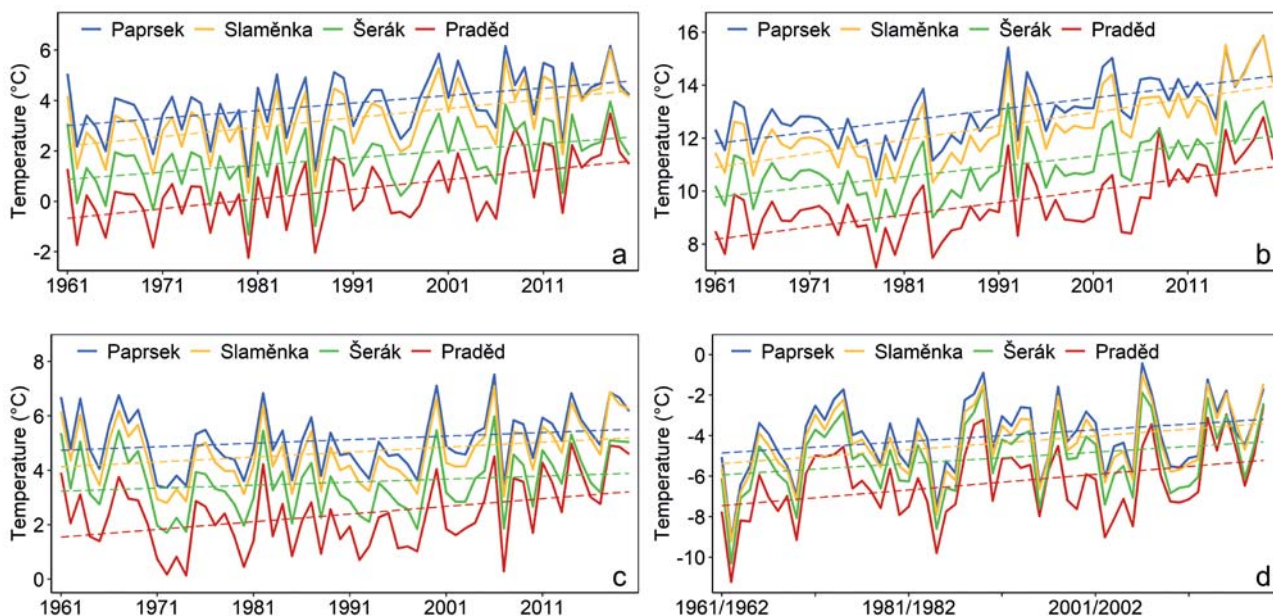 Paprsek Slaměnka Šerák Praděd
Temperature (°C)
6
4
2
0
-2
1961 1971 1981 1991 2001 2011
a
Paprsek Slaměnka Šerák Praděd
Temperature (°C)
16
14
12
10
8
1961 1971 1981 1991 2001 2011
b
Paprsek Slaměnka Šerák Praděd
Temperature (°C)
8
6
4
2
0
1961 1971 1981 1991 2001 2011
c
Paprsek Slaměnka Šerák Praděd
Temperature (°C)
0
-2
-4
-6
-8
-10
1961/1962 1981/1982 2001/2002
d